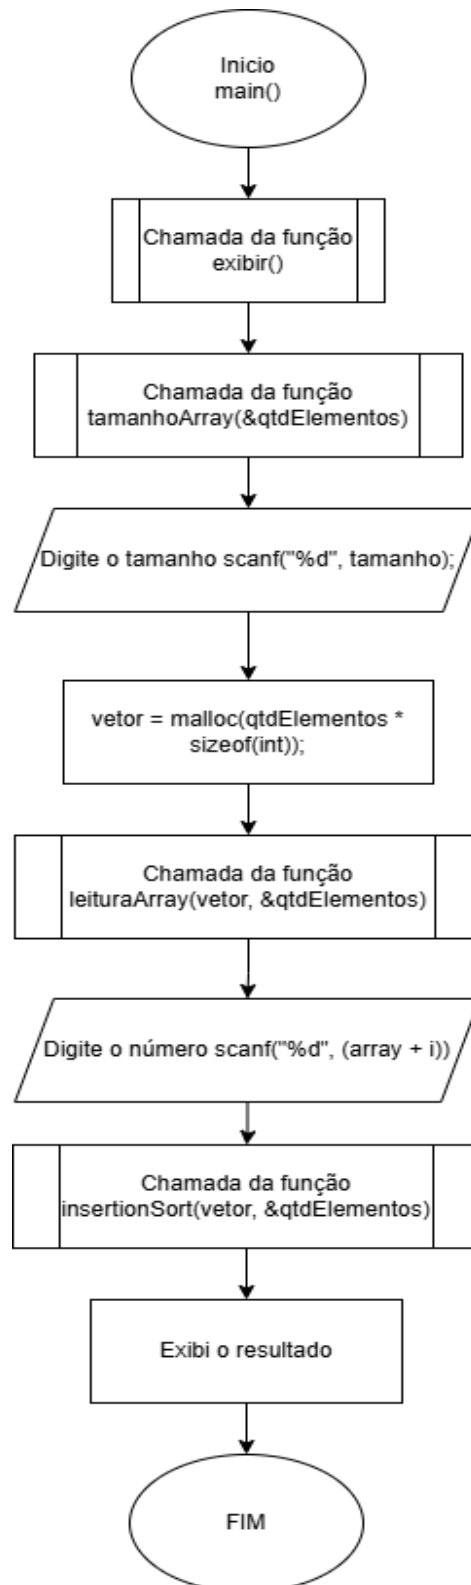 Inicio
main()
Chamada da função
exibir()
Chamada da função
tamanhoArray(&qtdElementos)
Digite o tamanho scanf("%d", tamanho);
vetor = malloc(qtdElementos *
sizeof(int));
Chamada da função
leituraArray(vetor, &qtdElementos)
Digite o número scanf("%d", (array + i))
Chamada da função
insertionSort(vetor, &qtdElementos)
Exibi o resultado
FIM